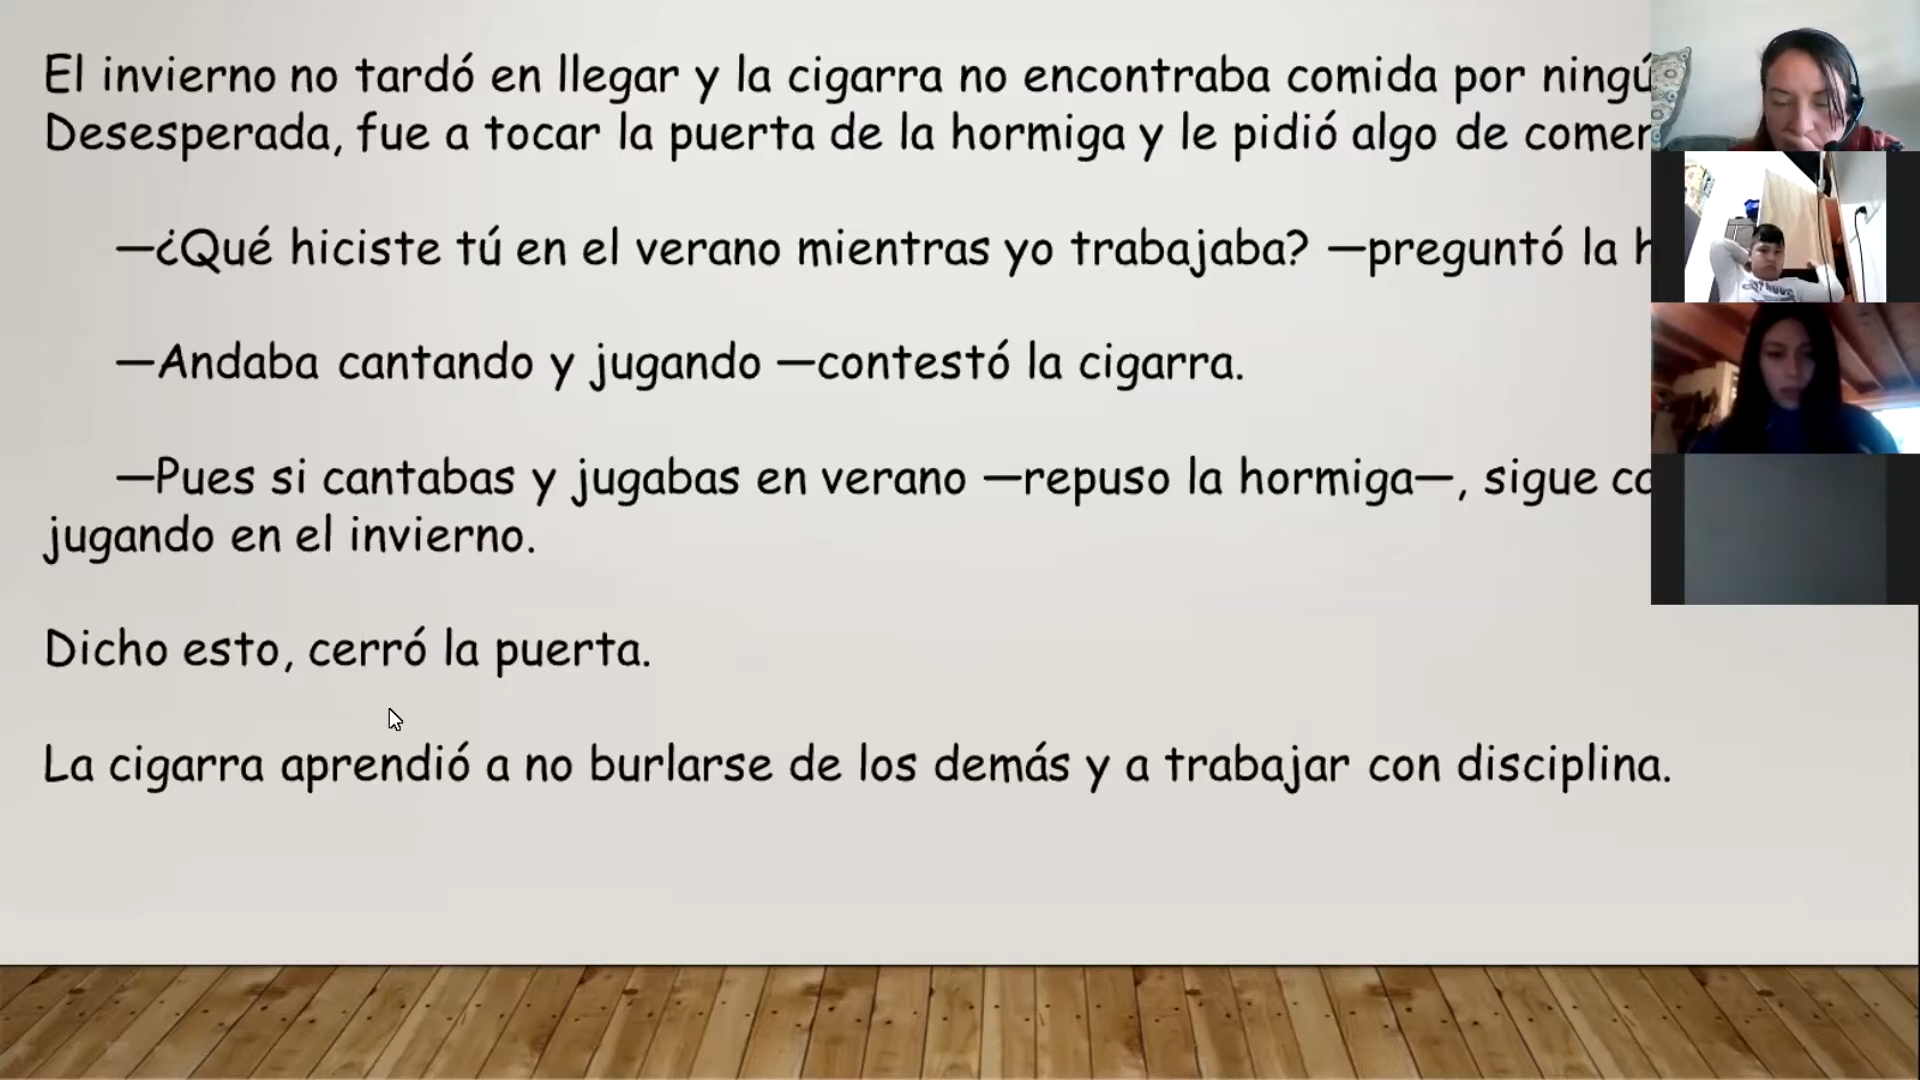 El invierno no tardó en llegar y la cigarra no encontraba comida por
Desesperada, fue a tocar la puerta de la hormiga y le pidió algo de comer
—¿Qué hiciste tú en el verano mientras yo trabajaba? —preguntó la
—Andaba cantando y jugando —contestó la cigarra.
—Pues si cantabas y jugabas en verano —repuso la hormiga—, sigue
jugando en el invierno.
Dicho esto, cerró la puerta.
La cigarra aprendió a no burlarse de los demás y a trabajar con disciplina.